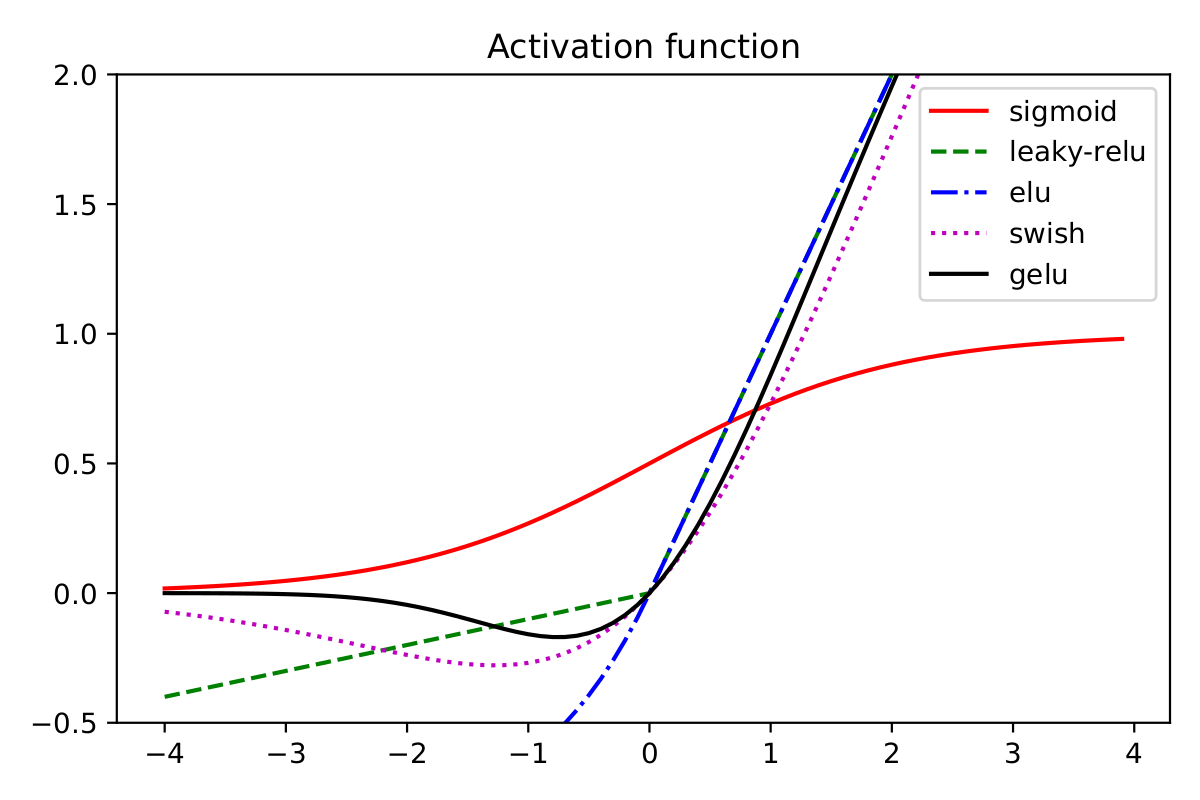 Activation function
2.0
1.5
1.0
0.5
0.0
−0.5
−4 −3 −2 −1 0 1 2 3 4
sigmoid
leaky-relu
elu
swish
gelu